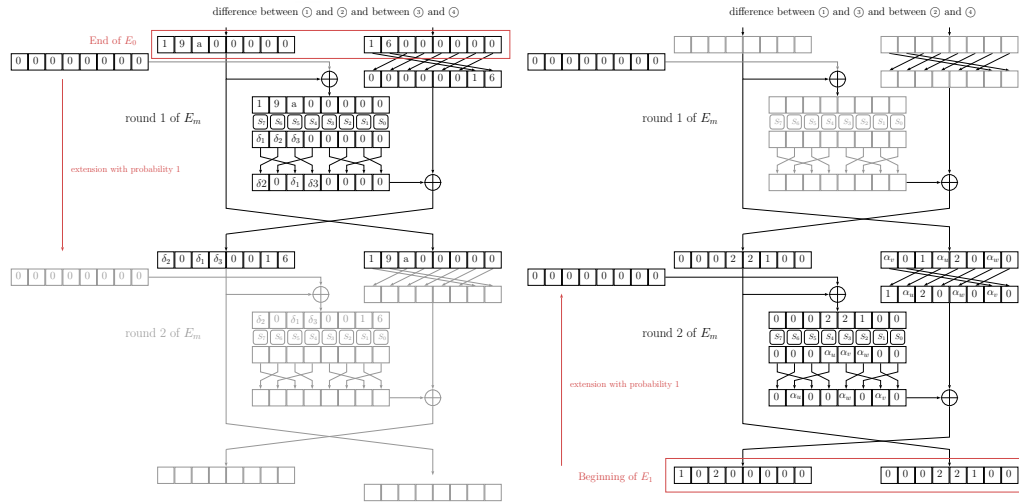 difference between ① and ② and between ③ and ④
End of E0
1 9 a 0 0 0 0 0
1 6 0 0 0 0 0 0
0 0 0 0 0 0 0 0
0 0 0 0 0 0 1 6
1 9 a 0 0 0 0 0
round 1 of Em
S7 S6 S5 S4 S3 S2 S1 S0
δ1 δ2 δ3 0 0 0 0 0
extension with probability 1
δ2 0 δ1 δ3 0 0 0 0
δ2 0 δ1 δ3 0 0 1 6
1 9 a 0 0 0 0 0
0 0 0 0 0 0 0 0
δ2 0 δ1 δ3 0 0 1 6
round 2 of Em
S7 S6 S5 S4 S3 S2 S1 S0
difference between ① and ③ and between ② and ④
0 0 0 0 0 0 0 0
round 1 of Em
S7 S6 S5 S4 S3 S2 S1 S0
0 0 0 2 2 1 0 0
αv 0 1 αu 2 0 αw 0
0 0 0 0 0 0 0 0
1 αu 2 0 αw 0 αv 0
0 0 0 2 2 1 0 0
round 2 of Em
S7 S6 S5 S4 S3 S2 S1 S0
0 0 0 αu αv αw 0 0
extension with probability 1
0 αu 0 0 αw 0 αv 0
Beginning of E1
1 0 2 0 0 0 0 0
0 0 0 2 2 1 0 0